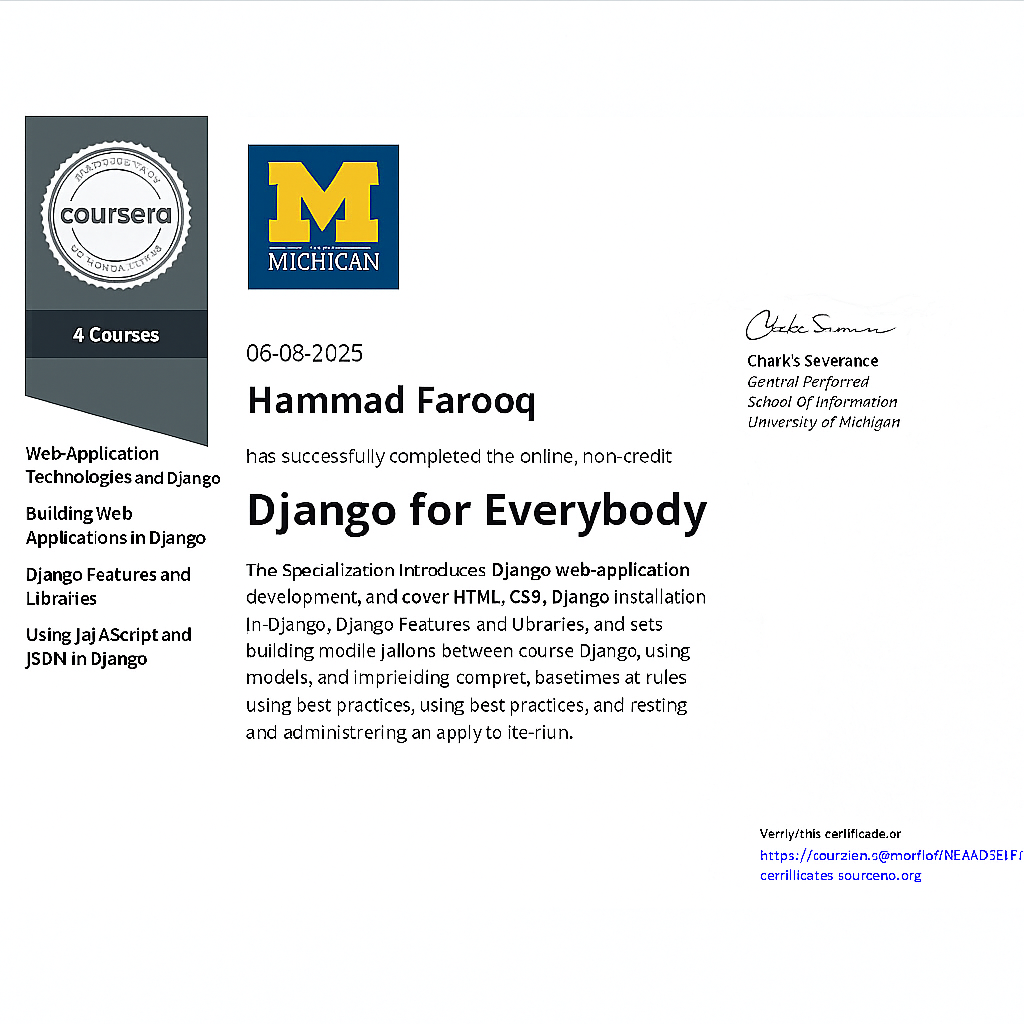 coursera
4 Courses
Web-Application
Technologies and Django
Building Web
Applications in Django
Django Features and
Libraries
Using Jaj AScript and
JSDN in Django
MICHICAN
06-08-2025
Hammad Farooq
has successfully completed the online, non-credit
Django for Everybody
The Specialization Introduces Django web-application
development, and cover HTML, CS9, Django installation
In-Django, Django Features and Ubraries, and sets
building modile jallons between course Django, using
models, and imprieiding compret, basetimes at rules
using best practices, using best practices, and resting
and administrering an apply to ite-riun.
Chark's Severance
Gentral Perforred
School Of Information
University of Michigan
Verrly/this cerlificade.or
https://courzien.s@morflof/NEAAD5E
cerrillicates sourceno.org